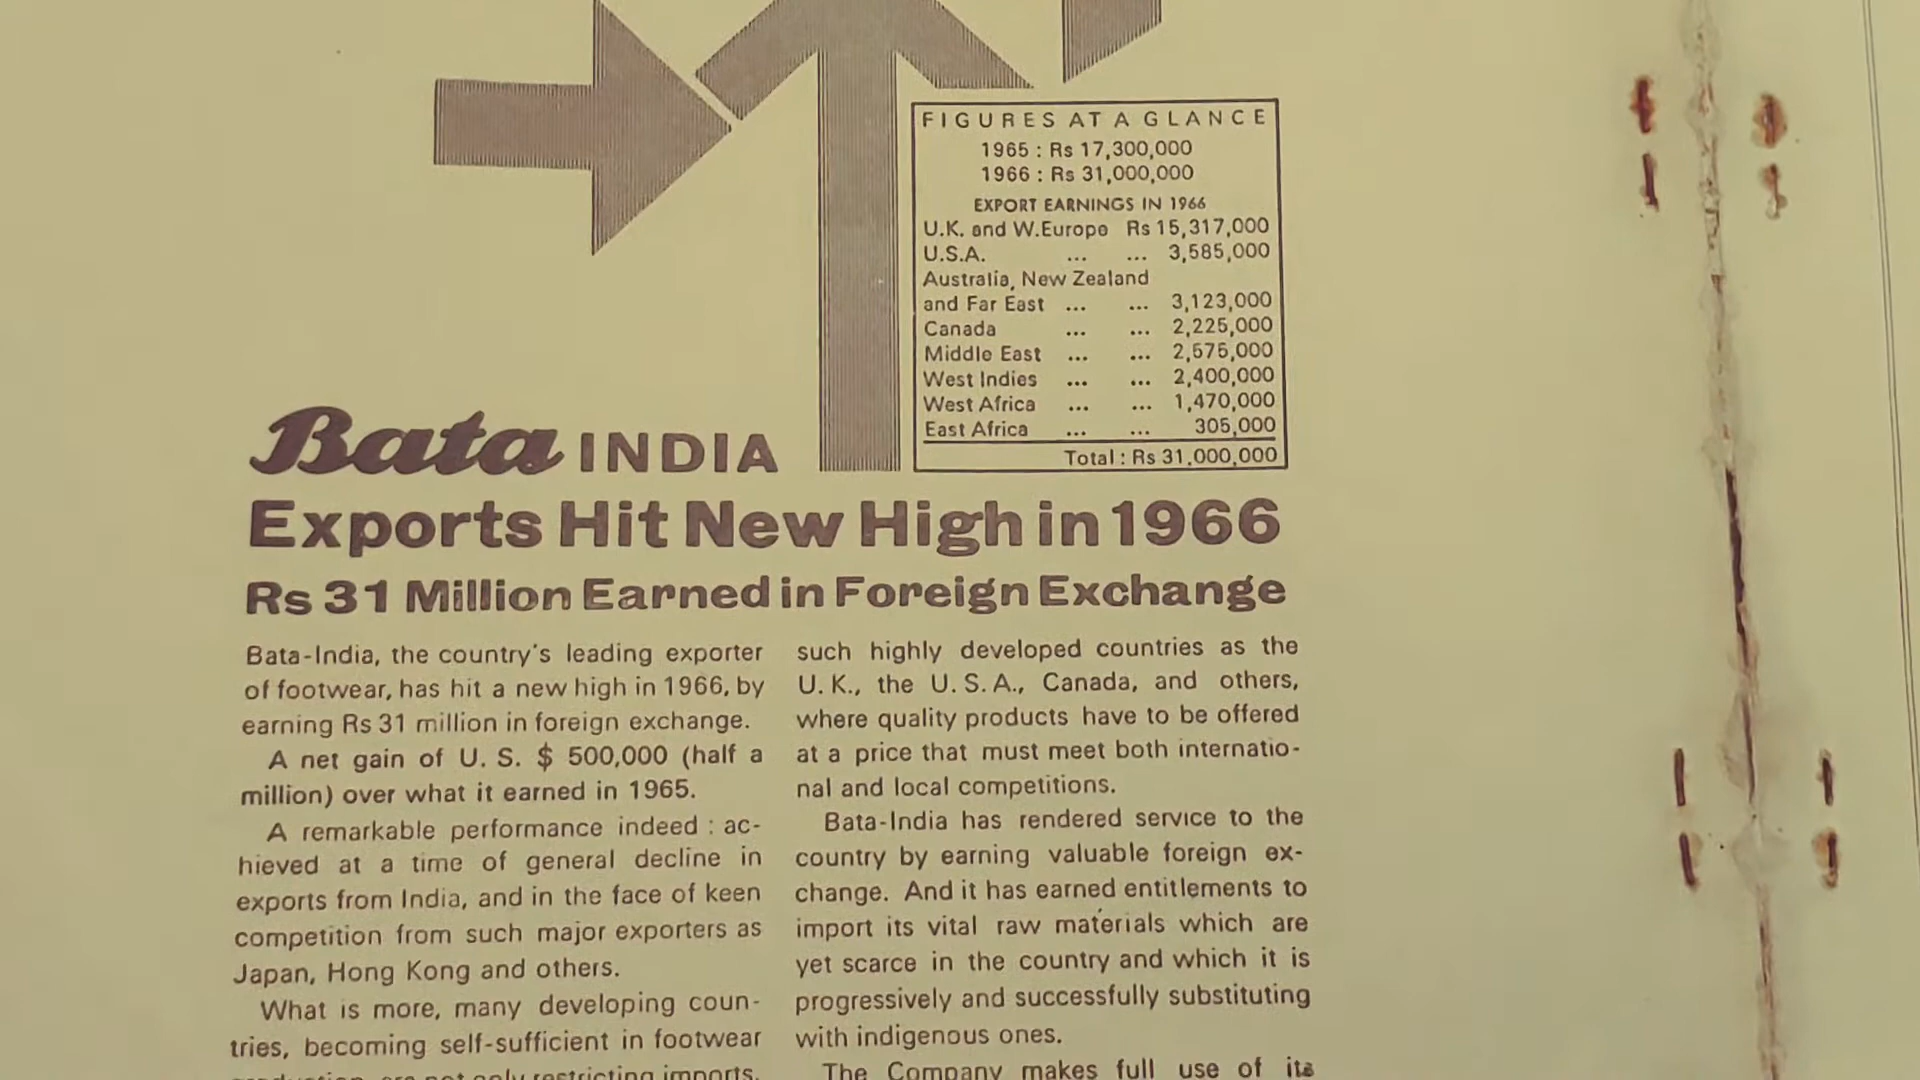 FIGURES AT A GLANCE
1965 : Rs 17,300,000
1966 : Rs 31,000,000
EXPORT EARNINGS IN 1966
U.K. and W.Europe Rs 15,317,000
U.S.A. ... ... 3,585,000
Australia, New Zealand
and Far East ... ... 3,123,000
Canada ... ... 2,225,000
Middle East ... ... 2,575,000
West Indies ... ... 2,400,000
West Africa ... ... 1,470,000
East Africa ... ... 305,000
Total : Rs 31,000,000
Bata INDIA
Exports Hit New High in 1966
Rs 31 Million Earned in Foreign Exchange
Bata-India, the country's leading exporter
of footwear, has hit a new high in 1966, by
earning Rs 31 million in foreign exchange.
A net gain of U. S. $ 500,000 (half a
million) over what it earned in 1965.
A remarkable performance indeed : ac-
hieved at a time of general decline in
exports from India, and in the face of keen
competition from such major exporters as
Japan, Hong Kong and others.
What is more, many developing coun-
tries, becoming self-sufficient in footwear
are not only restricting imports,
such highly developed countries as the
U. K., the U. S. A., Canada, and others,
where quality products have to be offered
at a price that must meet both internatio-
nal and local competitions.
Bata-India has rendered service to the
country by earning valuable foreign ex-
change. And it has earned entitlements to
import its vital raw materials which are
yet scarce in the country and which it is
progressively and successfully substituting
with indigenous ones.
The Company makes full use of its